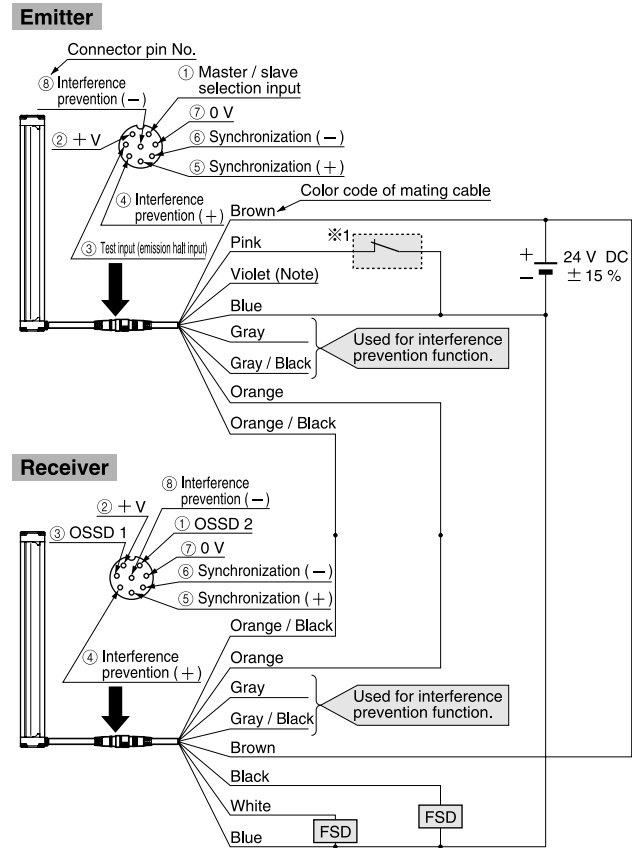 Emitter
Connector pin No.
⑧ Interference
prevention (−)
① Master / slave
selection input
⑦ 0 V
② + V
⑥ Synchronization (−)
⑤ Synchronization (+)
④ Interference
prevention (+)
③ Test input (emission halt input)
Color code of mating cable
Brown
Pink
※1
Violet (Note)
Blue
Gray
Gray / Black
Used for interference
prevention function.
Orange
Orange / Black
+
−
24 V DC
± 15 %
Receiver
⑧ Interference
prevention (−)
② + V
③ OSSD 1
① OSSD 2
⑦ 0 V
⑥ Synchronization (−)
⑤ Synchronization (+)
④ Interference
prevention (+)
Orange / Black
Orange
Gray
Gray / Black
Used for interference
prevention function.
Brown
Black
White
FSD
FSD
Blue